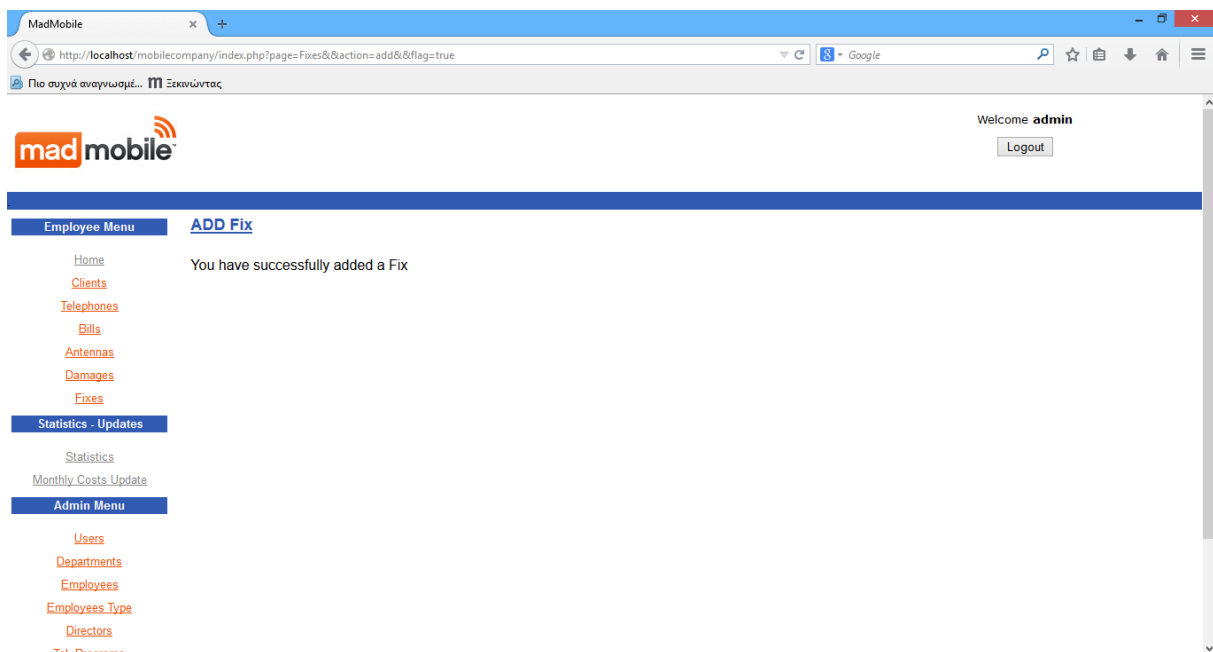 MadMobile
http://localhost/mobilecompany/index.php?page=Fixes&&action=add&&flag=true
Google
Πιο συχνά αναγνωσμέ...
Ξεκινώντας
mad mobile
Welcome admin
Logout
Employee Menu
Home
Clients
Telephones
Bills
Antennas
Damages
Fixes
Statistics - Updates
Statistics
Monthly Costs Update
Admin Menu
Users
Departments
Employees
Employees Type
Directors
ADD Fix
You have successfully added a Fix